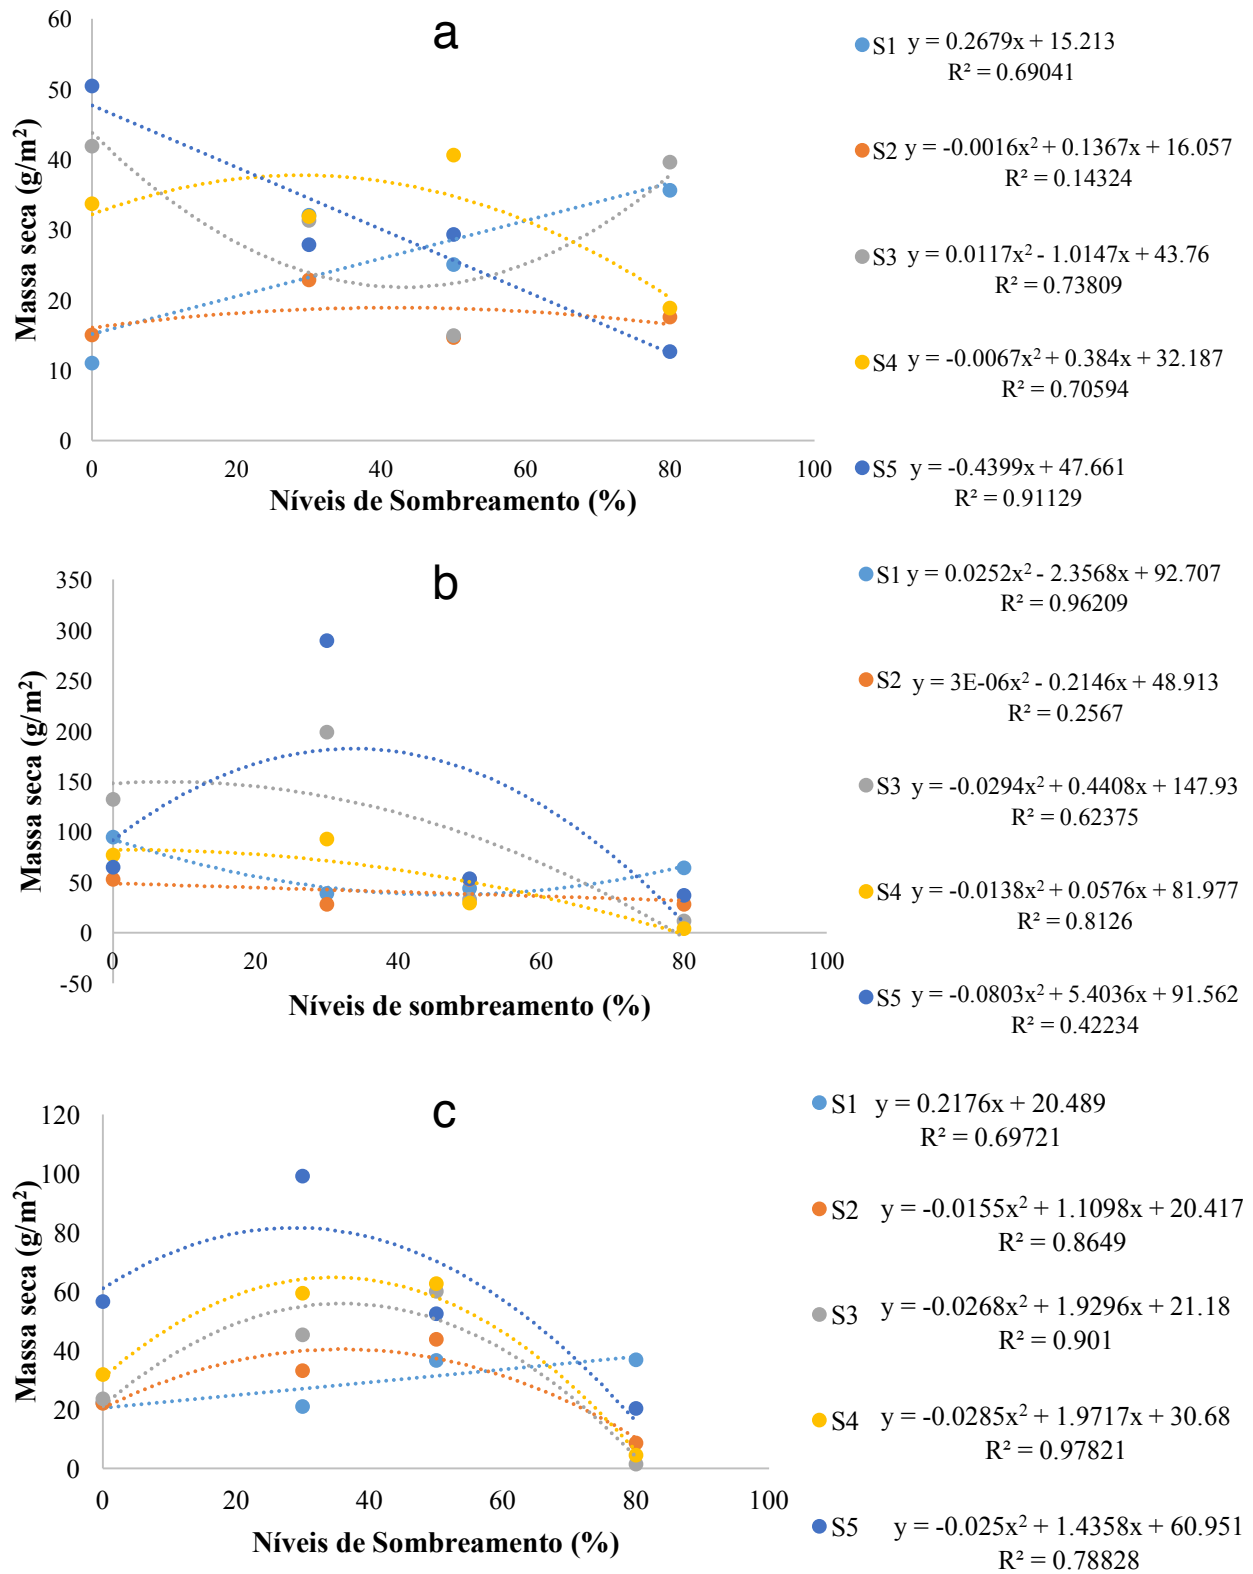 a
60
50
40
30
20
10
0
0 20 40 60 80 100
Massa seca (g/m²)
Níveis de Sombreamento (%)
S1 y = 0.2679x + 15.213
R² = 0.69041
S2 y = -0.0016x² + 0.1367x + 16.057
R² = 0.14324
S3 y = 0.0117x² - 1.0147x + 43.76
R² = 0.73809
S4 y = -0.0067x² + 0.384x + 32.187
R² = 0.70594
S5 y = -0.4399x + 47.661
R² = 0.91129
b
350
300
250
200
150
100
50
0
-50
0 20 40 60 80 100
Massa seca (g/m²)
Níveis de sombreamento (%)
S1 y = 0.0252x² - 2.3568x + 92.707
R² = 0.96209
S2 y = 3E-06x² - 0.2146x + 48.913
R² = 0.2567
S3 y = -0.0294x² + 0.4408x + 147.93
R² = 0.62375
S4 y = -0.0138x² + 0.0576x + 81.977
R² = 0.8126
S5 y = -0.0803x² + 5.4036x + 91.562
R² = 0.42234
c
120
100
80
60
40
20
0
0 20 40 60 80 100
Massa seca (g/m²)
Níveis de Sombreamento (%)
S1 y = 0.2176x + 20.489
R² = 0.69721
S2 y = -0.0155x² + 1.1098x + 20.417
R² = 0.8649
S3 y = -0.0268x² + 1.9296x + 21.18
R² = 0.901
S4 y = -0.0285x² + 1.9717x + 30.68
R² = 0.97821
S5 y = -0.025x² + 1.4358x + 60.951
R² = 0.78828